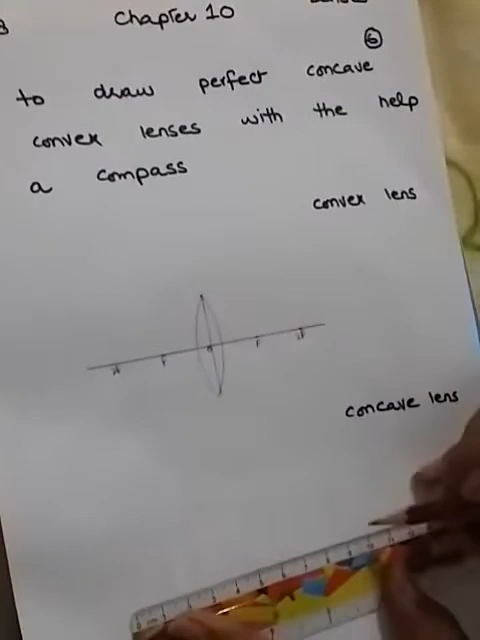 Chapter 10
6
to draw perfect concave
convex lenses with the help
a compass
convex lens
2F F O F 2F
concave lens